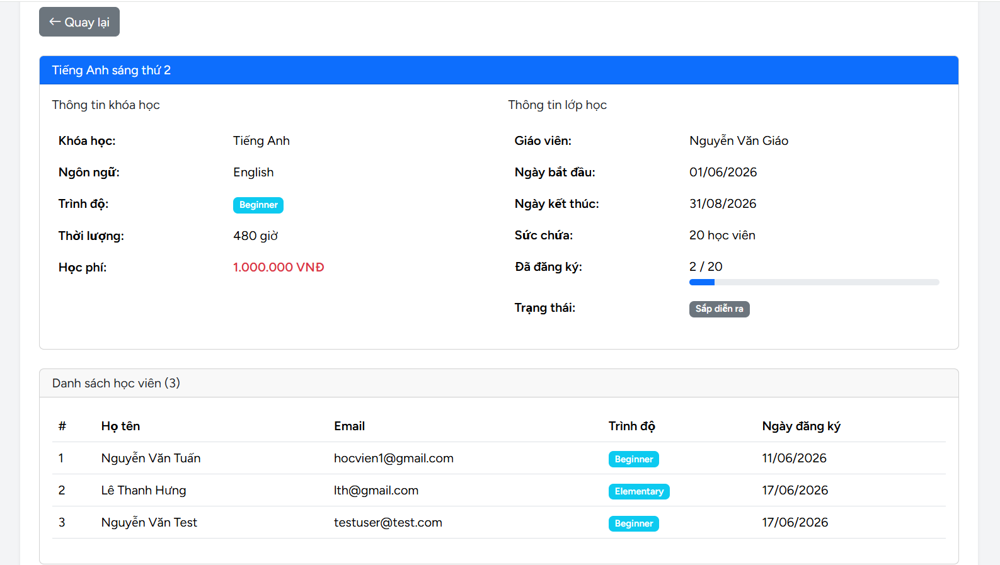 ← Quay lại
Tiếng Anh sáng thứ 2
Thông tin khóa học
Khóa học: Tiếng Anh
Ngôn ngữ: English
Trình độ: Beginner
Thời lượng: 480 giờ
Học phí: 1.000.000 VNĐ
Thông tin lớp học
Giáo viên: Nguyễn Văn Giáo
Ngày bắt đầu: 01/06/2026
Ngày kết thúc: 31/08/2026
Sức chứa: 20 học viên
Đã đăng ký: 2 / 20
Trạng thái: Sắp diễn ra
Danh sách học viên (3)
# Họ tên Email Trình độ Ngày đăng ký
1 Nguyễn Văn Tuấn hocvien1@gmail.com Beginner 11/06/2026
2 Lê Thanh Hưng lth@gmail.com Elementary 17/06/2026
3 Nguyễn Văn Test testuser@test.com Beginner 17/06/2026